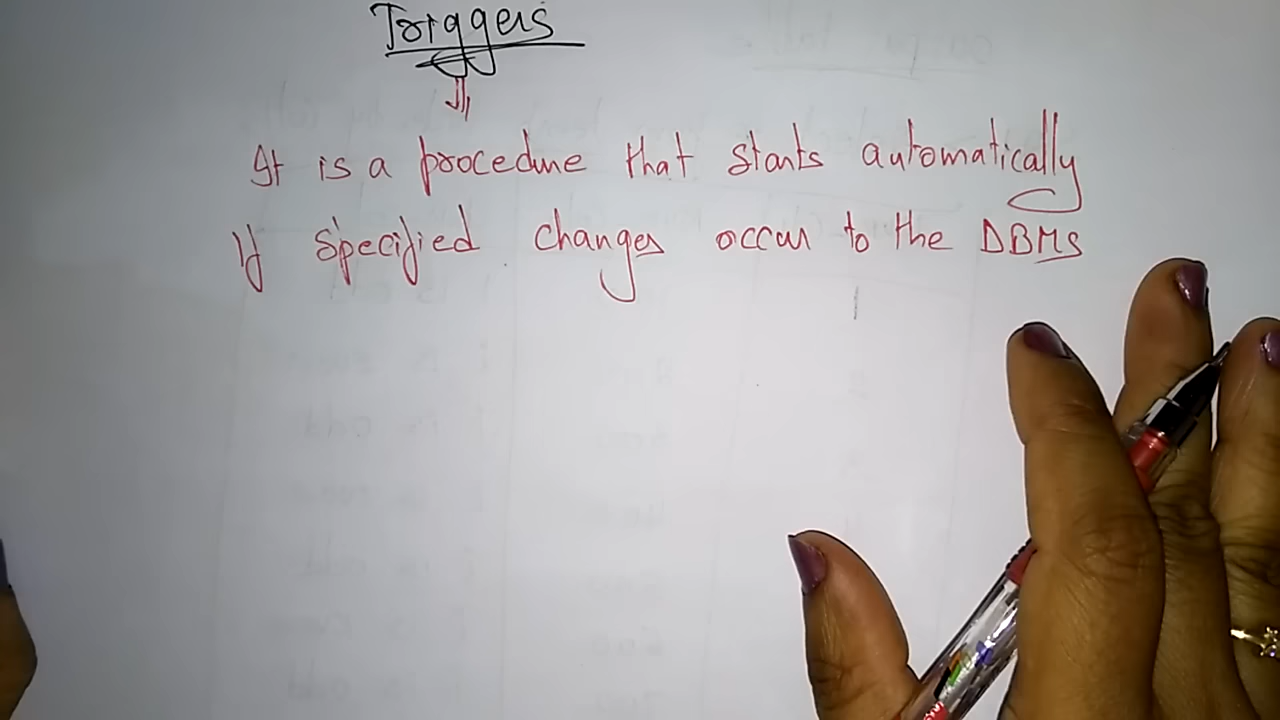 Triggers
It is a procedure that starts automatically
If specified changes occur to the DBMS